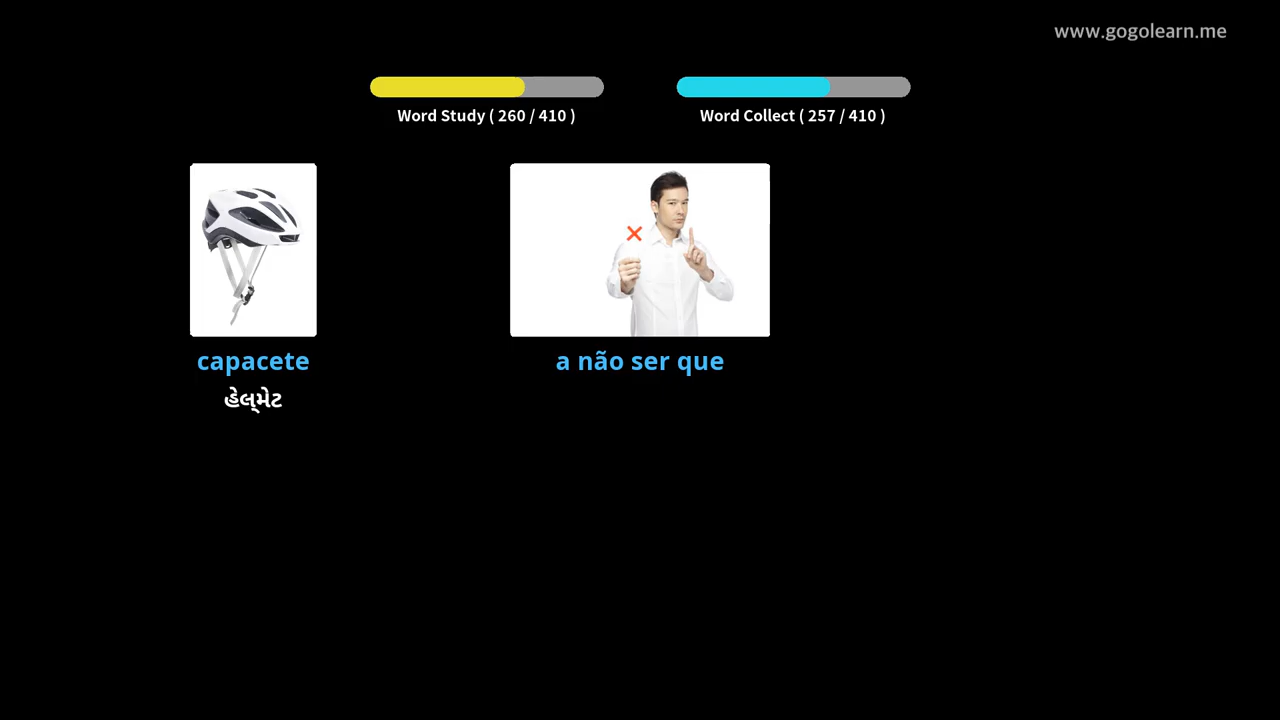 www.gogolearn.me
Word Study ( 260 / 410 )
Word Collect ( 257 / 410 )
capacete
a não ser que
હેલ્મેટ